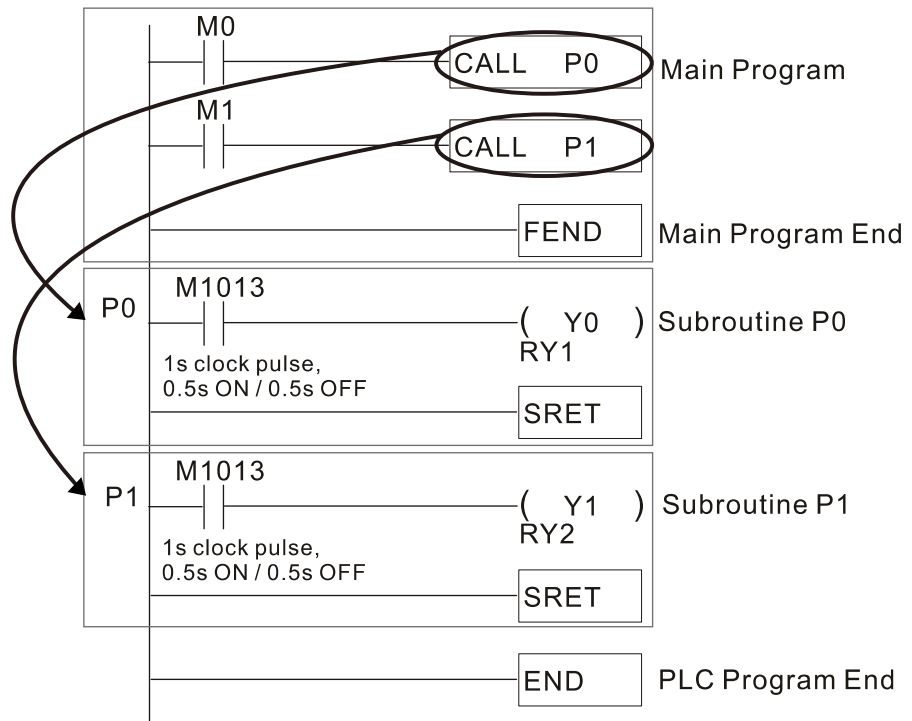 M0
CALL P0
Main Program
M1
CALL P1
FEND
Main Program End
P0
M1013
( Y0 )
RY1
Subroutine P0
1s clock pulse,
0.5s ON / 0.5s OFF
SRET
P1
M1013
( Y1 )
RY2
Subroutine P1
1s clock pulse,
0.5s ON / 0.5s OFF
SRET
END
PLC Program End